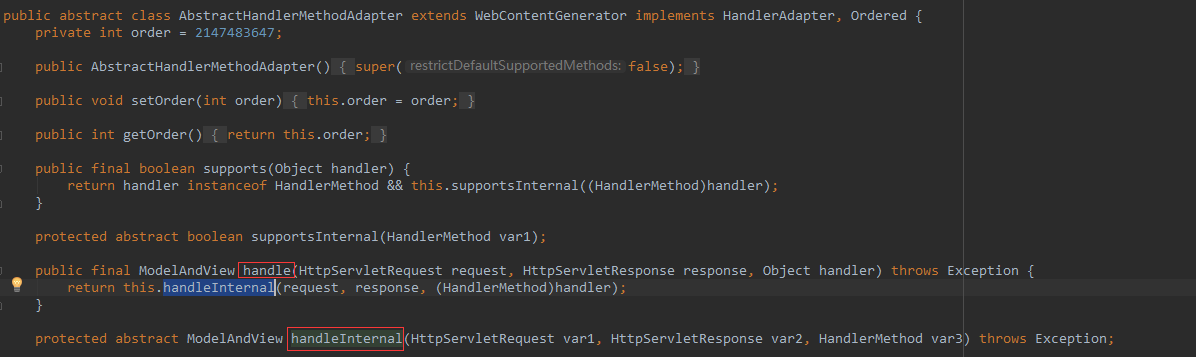 public abstract class AbstractHandlerMethodAdapter extends WebContentGenerator implements HandlerAdapter, Ordered {
private int order = 2147483647;
public AbstractHandlerMethodAdapter() { super( restrictDefaultSupportedMethods: false); }
public void setOrder(int order) { this.order = order; }
public int getOrder() { return this.order; }
public final boolean supports(Object handler) {
return handler instanceof HandlerMethod && this.supportsInternal((HandlerMethod)handler);
}
protected abstract boolean supportsInternal(HandlerMethod var1);
public final ModelAndView handle(HttpServletRequest request, HttpServletResponse response, Object handler) throws Exception {
return this.handleInternal(request, response, (HandlerMethod)handler);
}
protected abstract ModelAndView handleInternal(HttpServletRequest var1, HttpServletResponse var2, HandlerMethod var3) throws Exception;